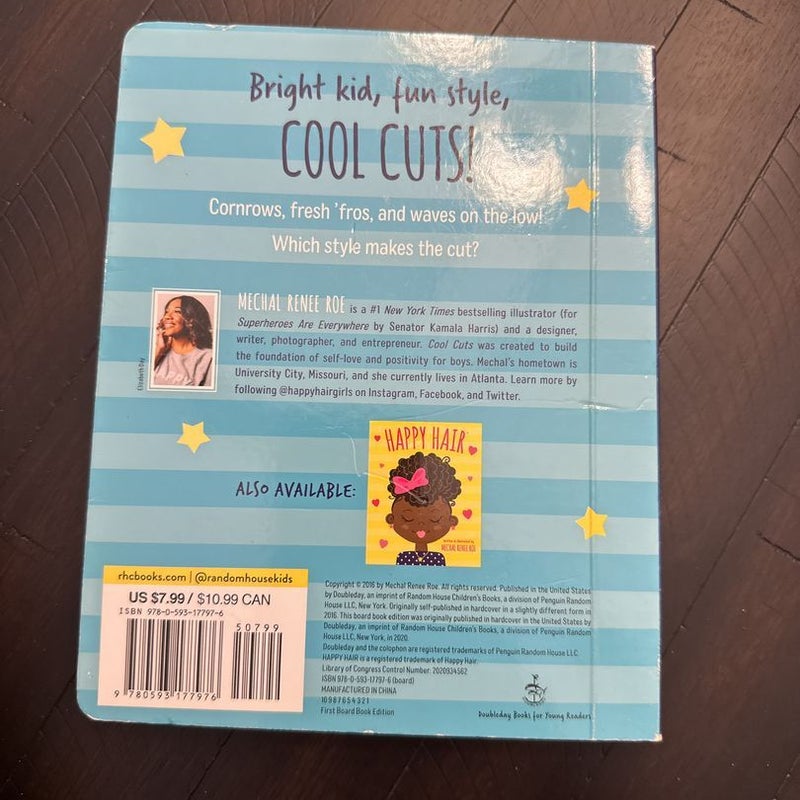 Bright kid, fun style,
COOL CUTS!
Cornrows, fresh 'fros, and waves on the low!
Which style makes the cut?
Elizabeth Day
MECHAL RENEE ROE is a #1 New York Times bestselling illustrator (for
Superheroes Are Everywhere by Senator Kamala Harris) and a designer,
writer, photographer, and entrepreneur. Cool Cuts was created to build
the foundation of self-love and positivity for boys. Mechal's hometown is
University City, Missouri, and she currently lives in Atlanta. Learn more by
following @happyhairgirls on Instagram, Facebook, and Twitter.
ALSO AVAILABLE:
HAPPY HAIR
MECHAL RENEE ROE
rhcbooks.com | @randomhousekids
US $7.99 / $10.99 CAN
ISBN 978-0-593-17797-6
50799
9 780593 177976
Copyright © 2016 by Mechal Renee Roe. All rights reserved. Published in the United States
by Doubleday, an imprint of Random House Children's Books, a division of Penguin Random
House LLC, New York. Originally self-published in hardcover in a slightly different form in
2016. This board book edition was originally published in hardcover in the United States by
Doubleday, an imprint of Random House Children's Books, a division of Penguin Random
House LLC, New York, in 2020.
Doubleday and the colophon are registered trademarks of Penguin Random House LLC.
HAPPY HAIR is a registered trademark of Happy Hair.
Library of Congress Control Number: 2020934562
ISBN 978-0-593-17797-6 (board)
MANUFACTURED IN CHINA
10 9 8 7 6 5 4 3 2 1
First Board Book Edition
Doubleday Books for Young Readers